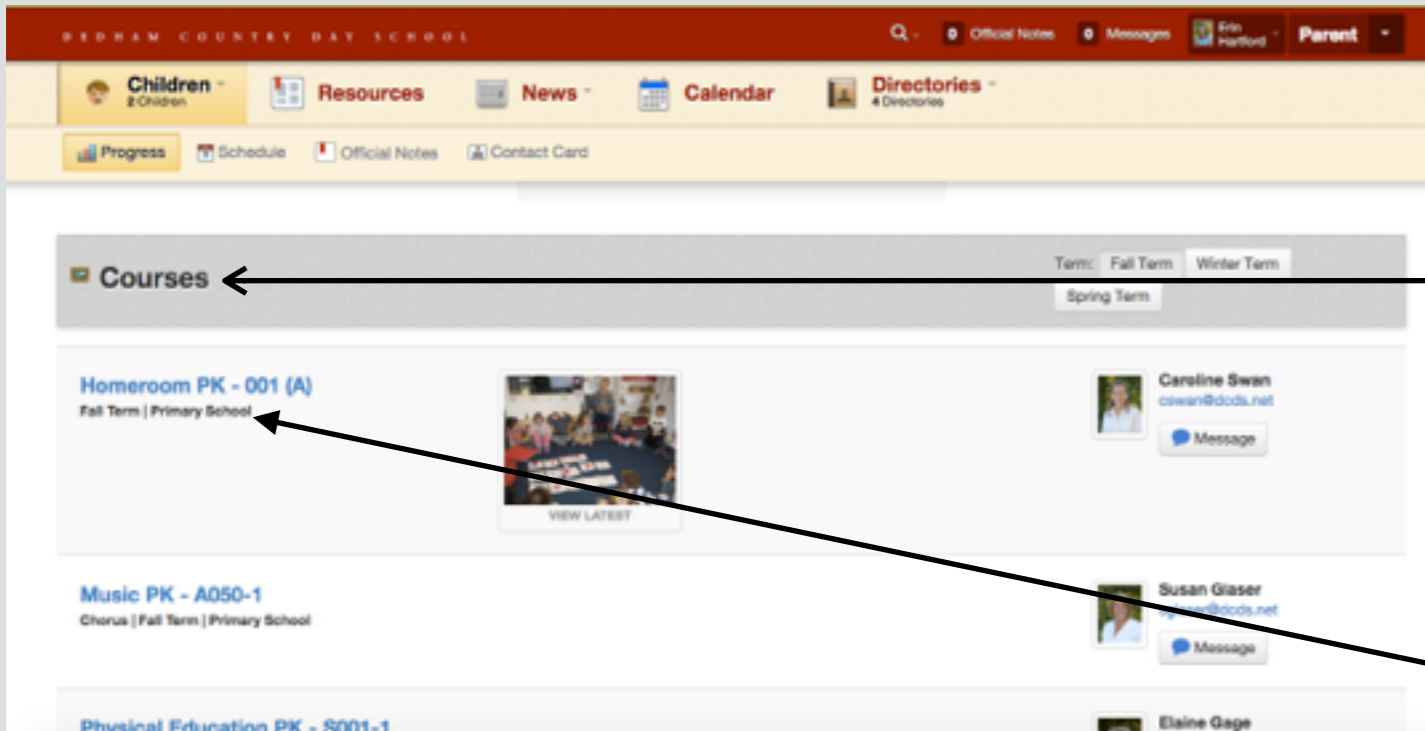 DEDHAM COUNTRY DAY SCHOOL
0 Official Notes 0 Messages Erin Hartford Parent
Children
2 Children
Resources
News
Calendar
Directories
4 Directories
Progress Schedule Official Notes Contact Card
Courses
Term: Fall Term Winter Term
Spring Term
Homeroom PK - 001 (A)
Fall Term | Primary School
VIEW LATEST
Caroline Swan
cswan@dcds.net
Message
Music PK - A050-1
Chorus | Fall Term | Primary School
Susan Glaser
sglaser@dcds.net
Message
Physical Education PK - S001-1
Elaine Gage